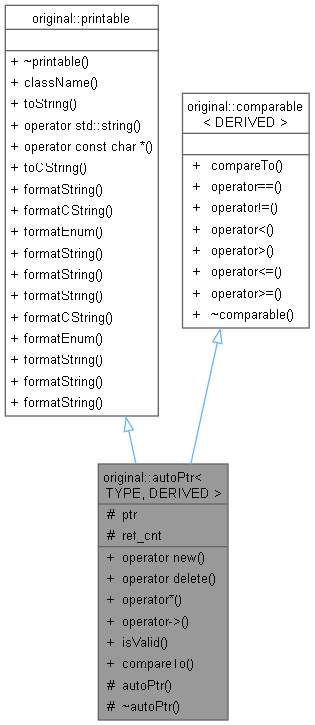 original::printable
+ ~printable()
+ className()
+ toString()
+ operator std::string()
+ operator const char *()
+ toCString()
+ formatString()
+ formatCString()
+ formatEnum()
+ formatString()
+ formatString()
+ formatString()
+ formatCString()
+ formatEnum()
+ formatString()
+ formatString()
+ formatString()
original::comparable
< DERIVED >
+ compareTo()
+ operator==()
+ operator!=()
+ operator<()
+ operator>()
+ operator<=()
+ operator>=()
+ ~comparable()
original::autoPtr<
TYPE, DERIVED >
# ptr
# ref_cnt
+ operator new()
+ operator delete()
+ operator*()
+ operator->()
+ isValid()
+ compareTo()
# autoPtr()
# ~autoPtr()